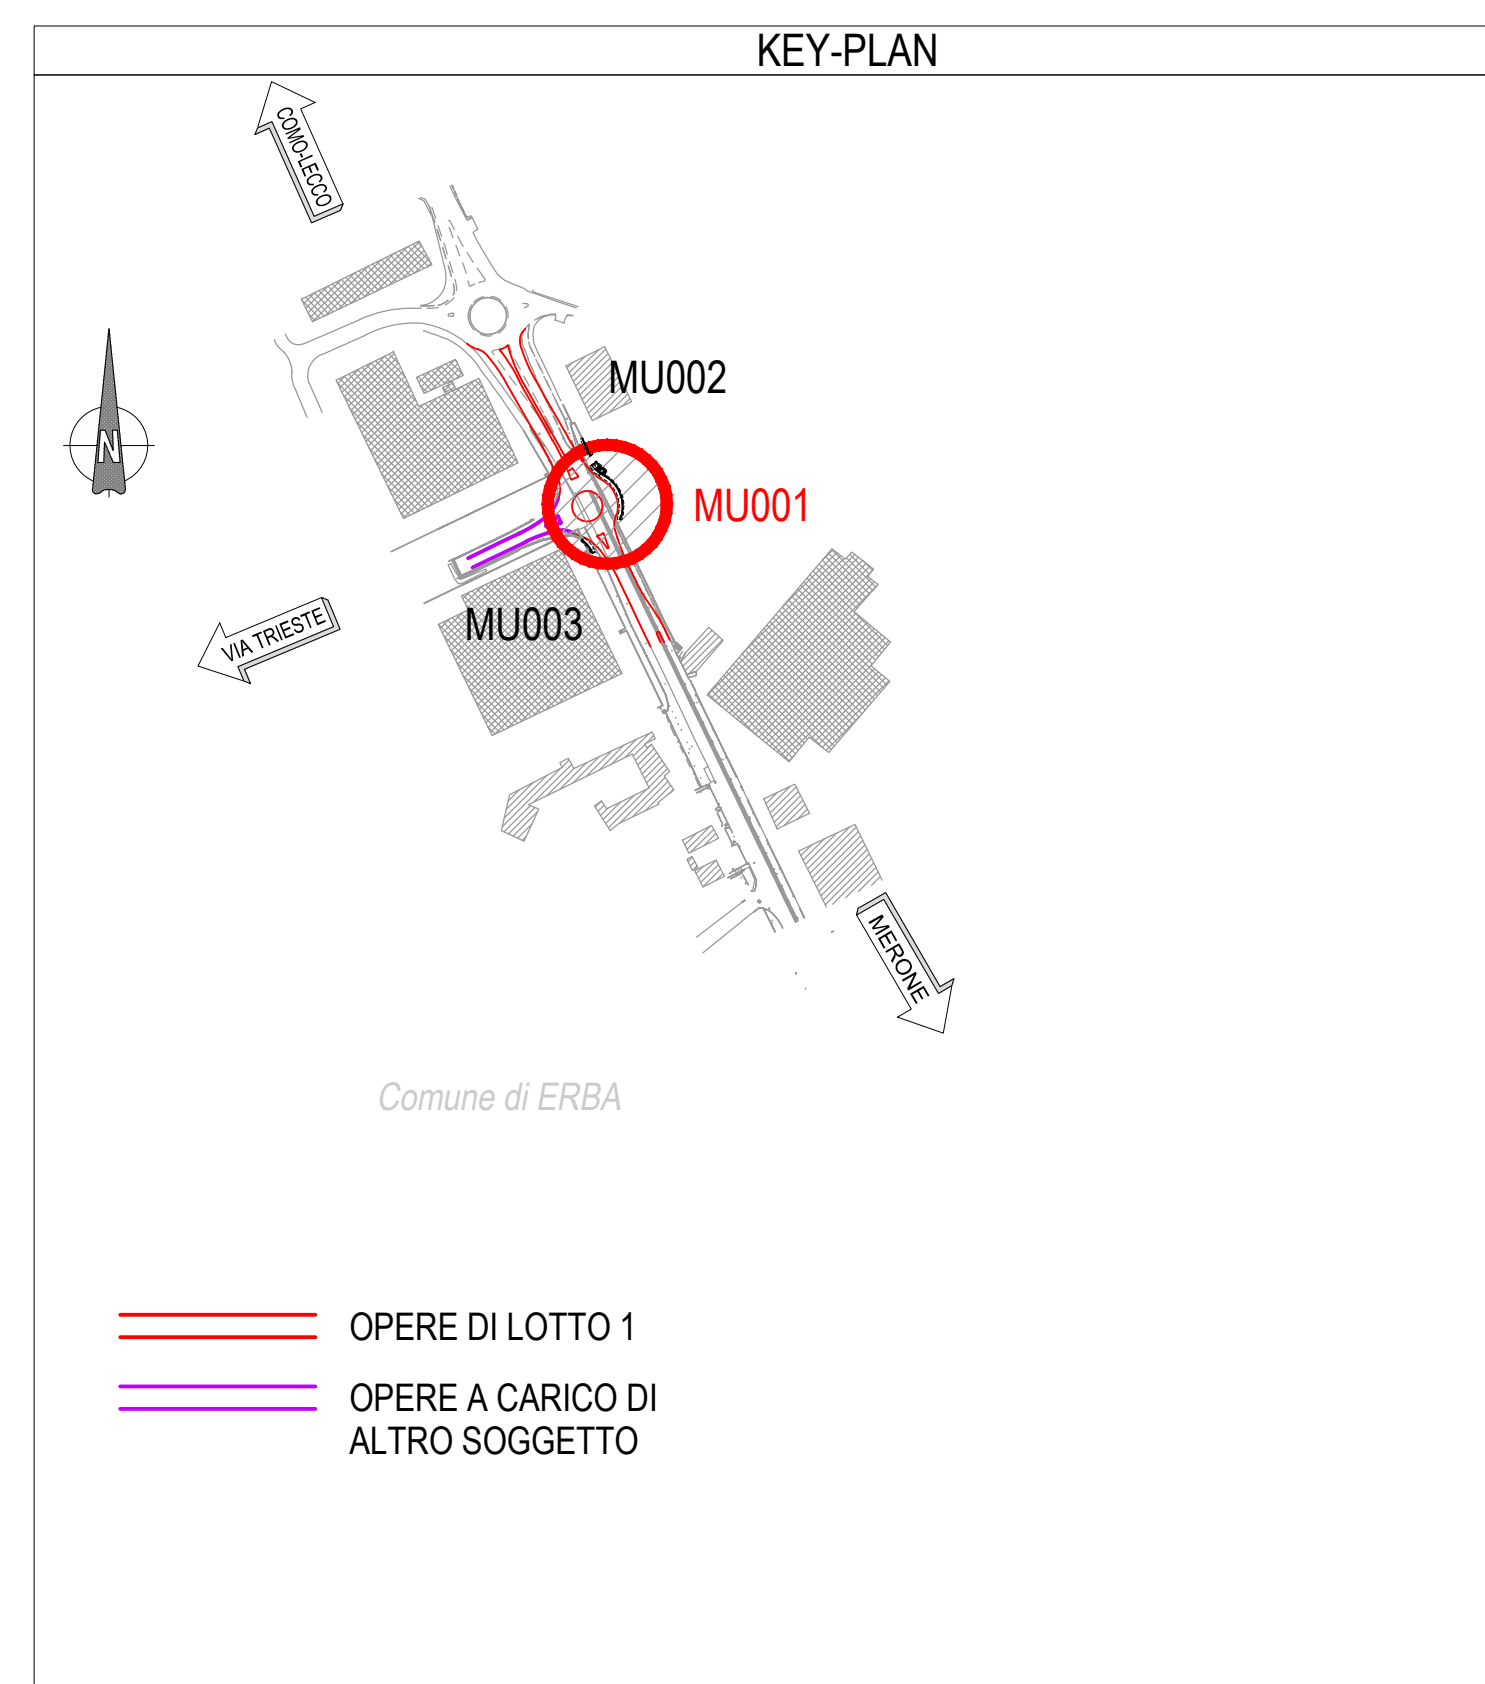 KEY-PLAN
COMO-LECCO
MU002
N
MU001
MU003
VIA TRIESTE
MERONE
Comune di ERBA
OPERE DI LOTTO 1
OPERE A CARICO DI
ALTRO SOGGETTO